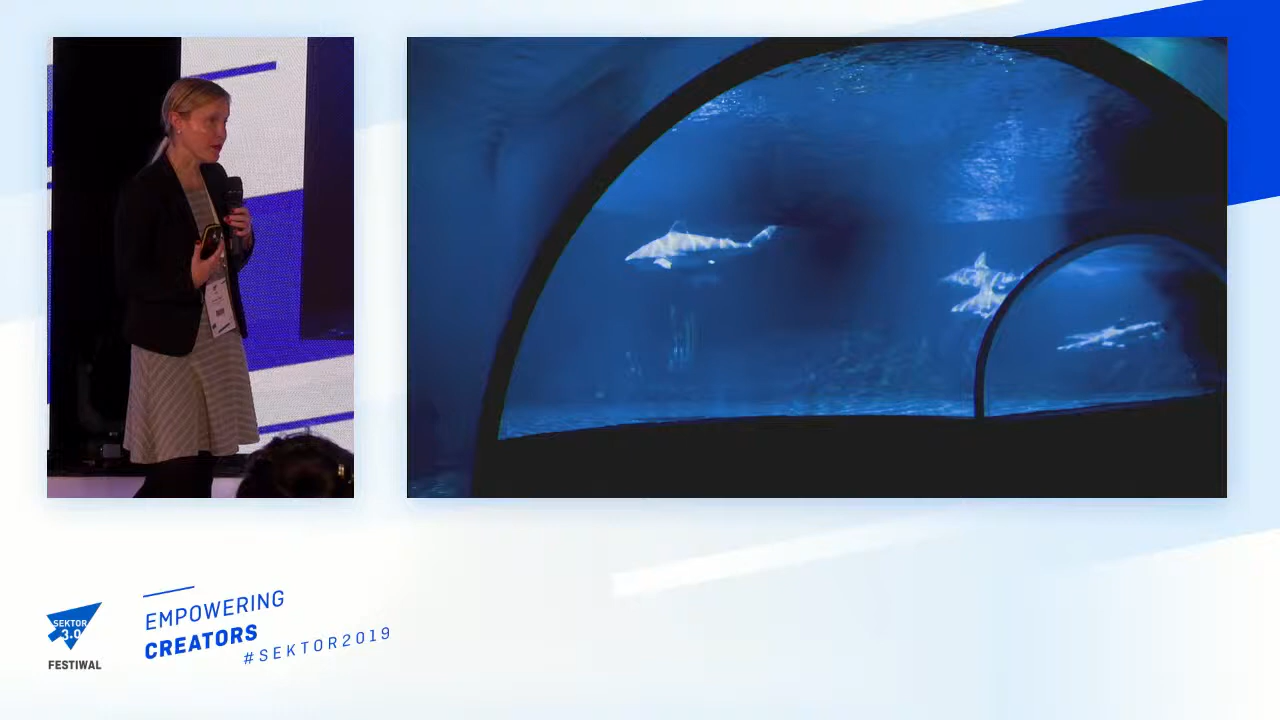 SEKTOR
3.0
FESTIWAL
EMPOWERING
CREATORS
#SEKTOR2019